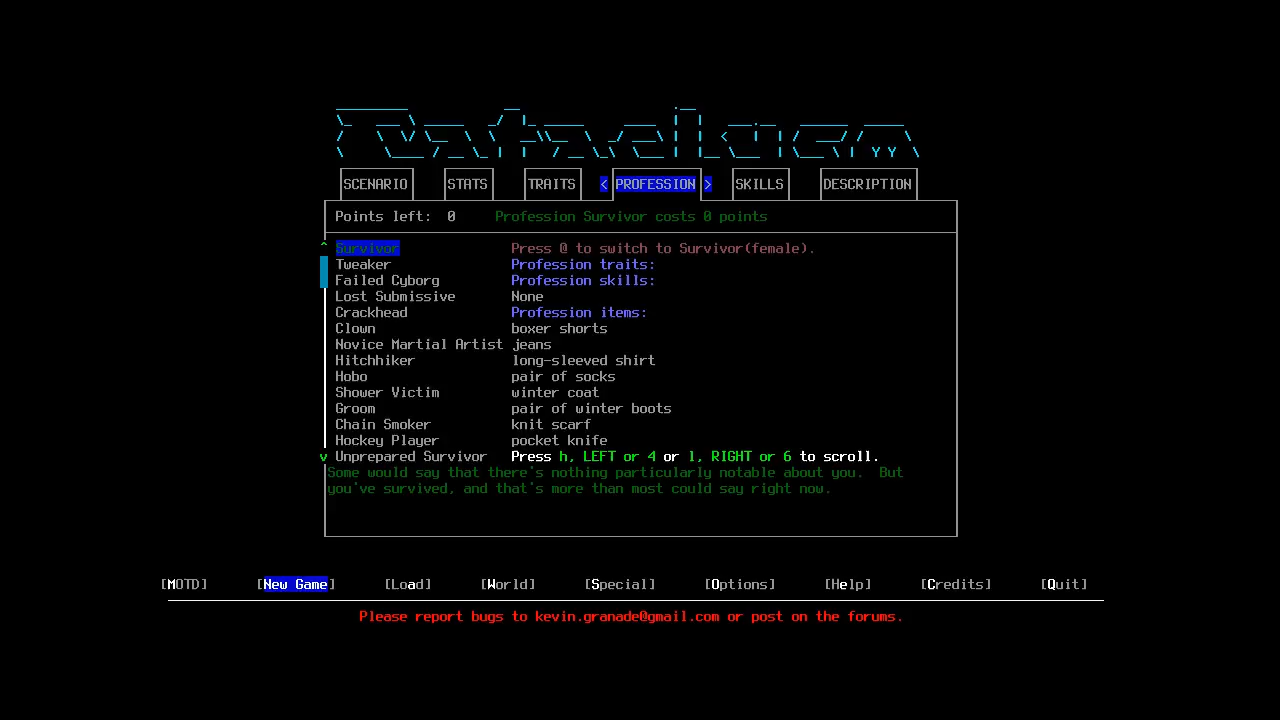 SCENARIO STATS TRAITS < PROFESSION > SKILLS DESCRIPTION
Points left: 0 Profession Survivor costs 0 points
^ Survivor Press @ to switch to Survivor(female).
Tweaker Profession traits:
Failed Cyborg Profession skills:
Lost Submissive None
Crackhead Profession items:
Clown boxer shorts
Novice Martial Artist jeans
Hitchhiker long-sleeved shirt
Hobo pair of socks
Shower Victim winter coat
Groom pair of winter boots
Chain Smoker knit scarf
Hockey Player pocket knife
v Unprepared Survivor Press h, LEFT or 4 or l, RIGHT or 6 to scroll.
Some would say that there's nothing particularly notable about you.  But
you've survived, and that's more than most could say right now.
[MOTD] [New Game] [Load] [World] [Special] [Options] [Help] [Credits] [Quit]
Please report bugs to kevin.granade@gmail.com or post on the forums.